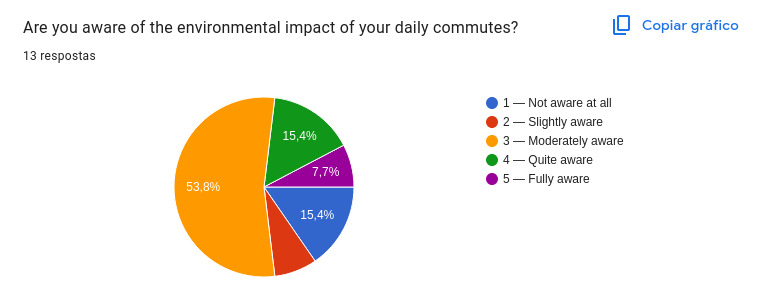 Are you aware of the environmental impact of your daily commutes?
Copiar gráfico
13 respostas
1 — Not aware at all
2 — Slightly aware
3 — Moderately aware
4 — Quite aware
5 — Fully aware
15,4%
7,7%
53,8%
15,4%